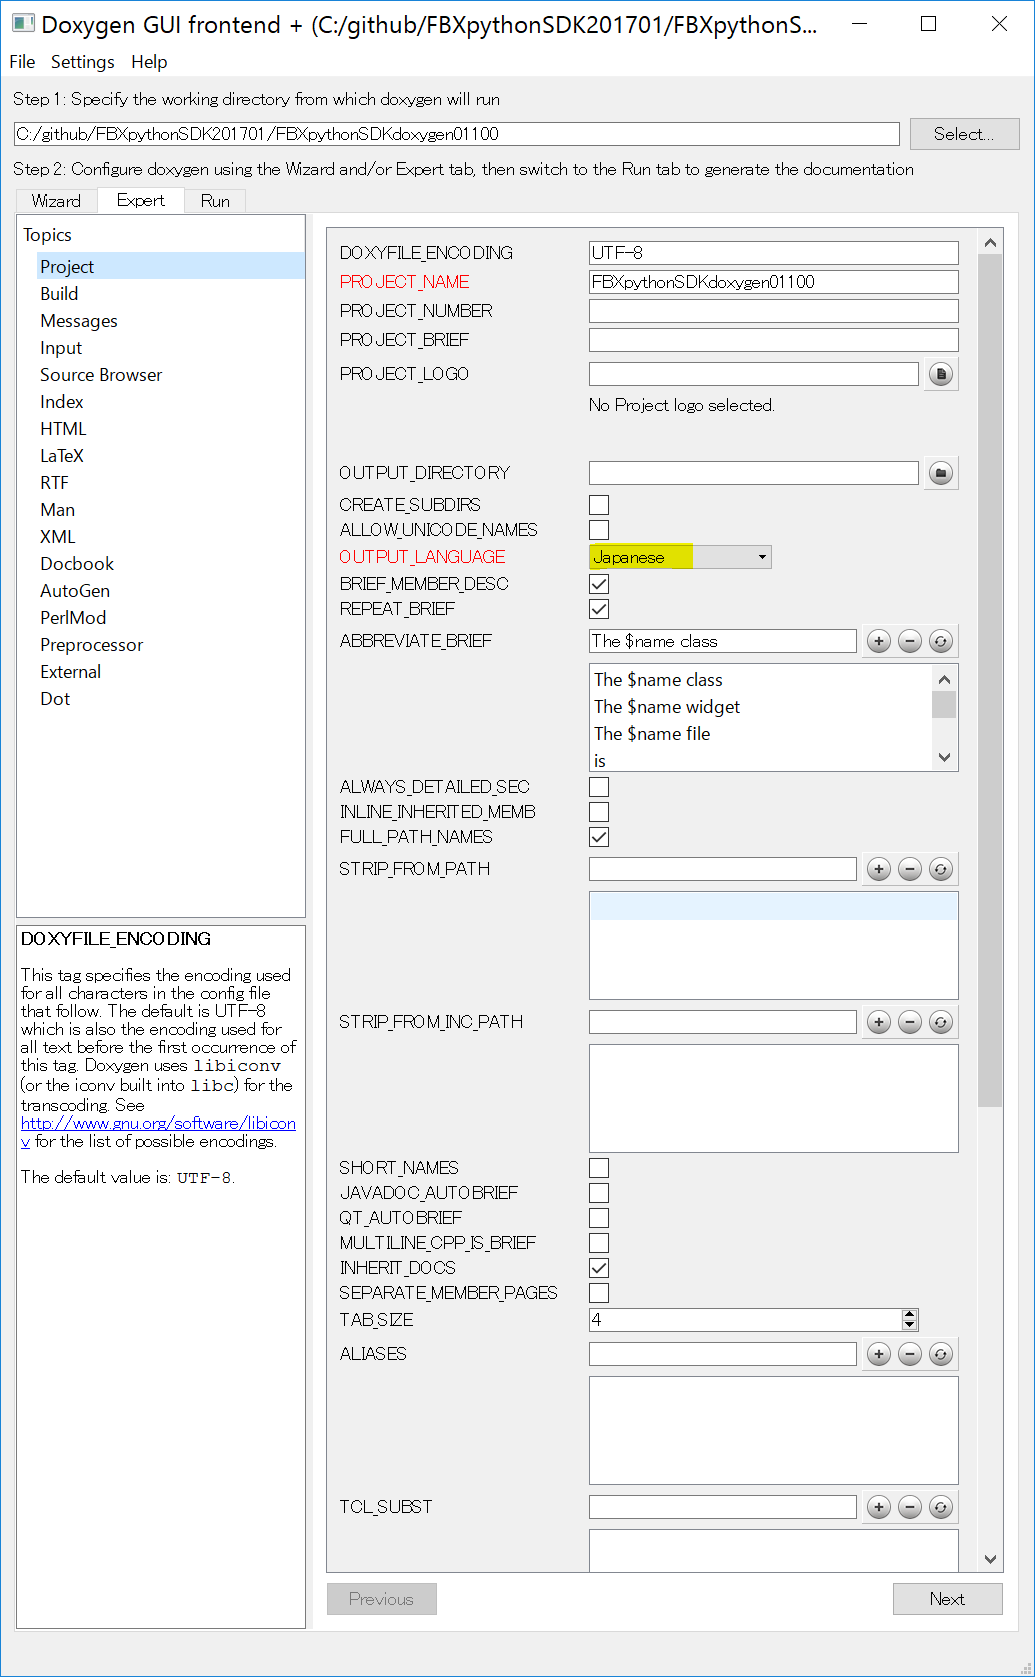 Doxygen GUI frontend + (C:/github/FBXpythonSDK201701/FBXpythonS...
File Settings Help
Step 1: Specify the working directory from which doxygen will run
C:/github/FBXpythonSDK201701/FBXpythonSDKdoxygen01100
Select...
Step 2: Configure doxygen using the Wizard and/or Expert tab, then switch to the Run tab to generate the documentation
Wizard Expert Run
Topics
Project
Build
Messages
Input
Source Browser
Index
HTML
LaTeX
RTF
Man
XML
Docbook
AutoGen
PerlMod
Preprocessor
External
Dot
DOXYFILE_ENCODING
This tag specifies the encoding used
for all characters in the config file
that follow. The default is UTF-8
which is also the encoding used for
all text before the first occurrence of
this tag. Doxygen uses libiconv
(or the iconv built into libc) for the
transcoding. See
http://www.gnu.org/software/libicon
v for the list of possible encodings.
The default value is: UTF-8.
DOXYFILE_ENCODING UTF-8
PROJECT_NAME FBXpythonSDKdoxygen01100
PROJECT_NUMBER
PROJECT_BRIEF
PROJECT_LOGO
No Project logo selected.
OUTPUT_DIRECTORY
CREATE_SUBDIRS
ALLOW_UNICODE_NAMES
OUTPUT_LANGUAGE Japanese
BRIEF_MEMBER_DESC
REPEAT_BRIEF
ABBREVIATE_BRIEF The $name class
The $name class
The $name widget
The $name file
is
ALWAYS_DETAILED_SEC
INLINE_INHERITED_MEMB
FULL_PATH_NAMES
STRIP_FROM_PATH
STRIP_FROM_INC_PATH
SHORT_NAMES
JAVADOC_AUTOBRIEF
QT_AUTOBRIEF
MULTILINE_CPP_IS_BRIEF
INHERIT_DOCS
SEPARATE_MEMBER_PAGES
TAB_SIZE 4
ALIASES
TCL_SUBST
Previous
Next